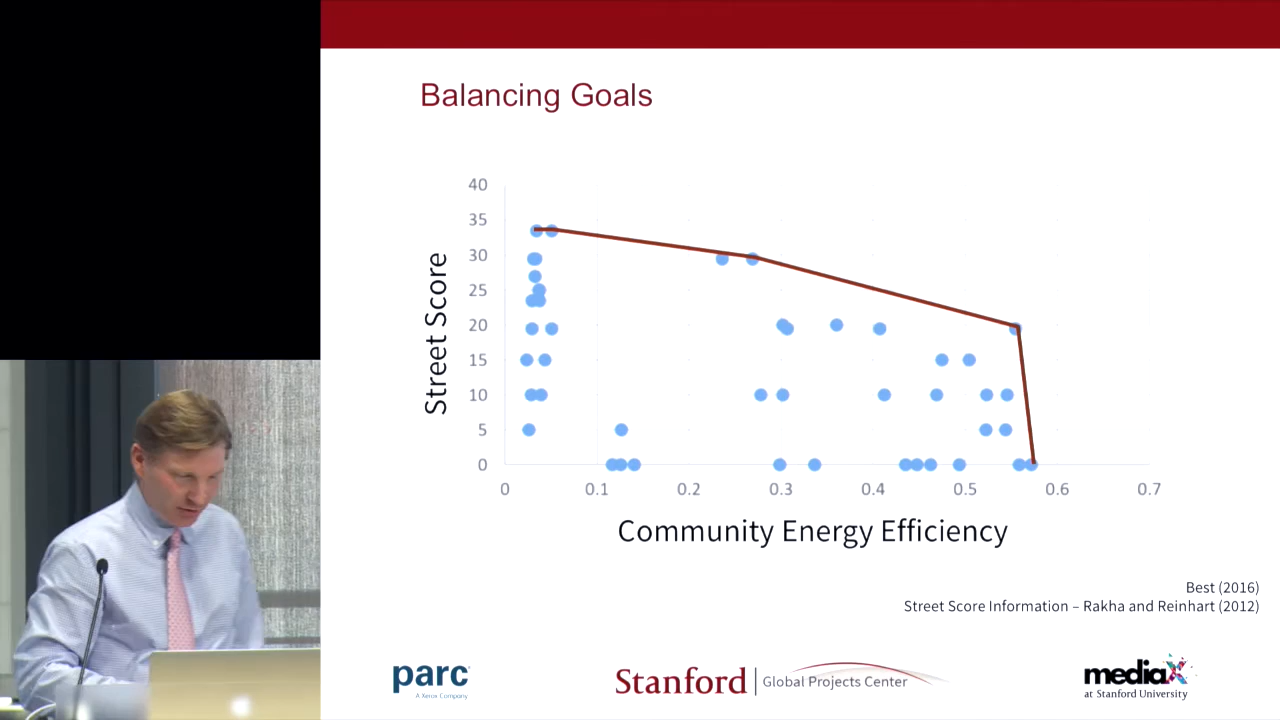 Balancing Goals
Street Score
40
35
30
25
20
15
10
5
0
0 0.1 0.2 0.3 0.4 0.5 0.6 0.7
Community Energy Efficiency
Best (2016)
Street Score Information – Rakha and Reinhart (2012)
parc
A Xerox Company
Stanford Global Projects Center
mediaX
at Stanford University